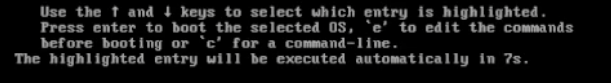 Use the ↑ and ↓ keys to select which entry is highlighted.
Press enter to boot the selected OS, `e' to edit the commands
before booting or `c' for a command-line.
The highlighted entry will be executed automatically in 7s.